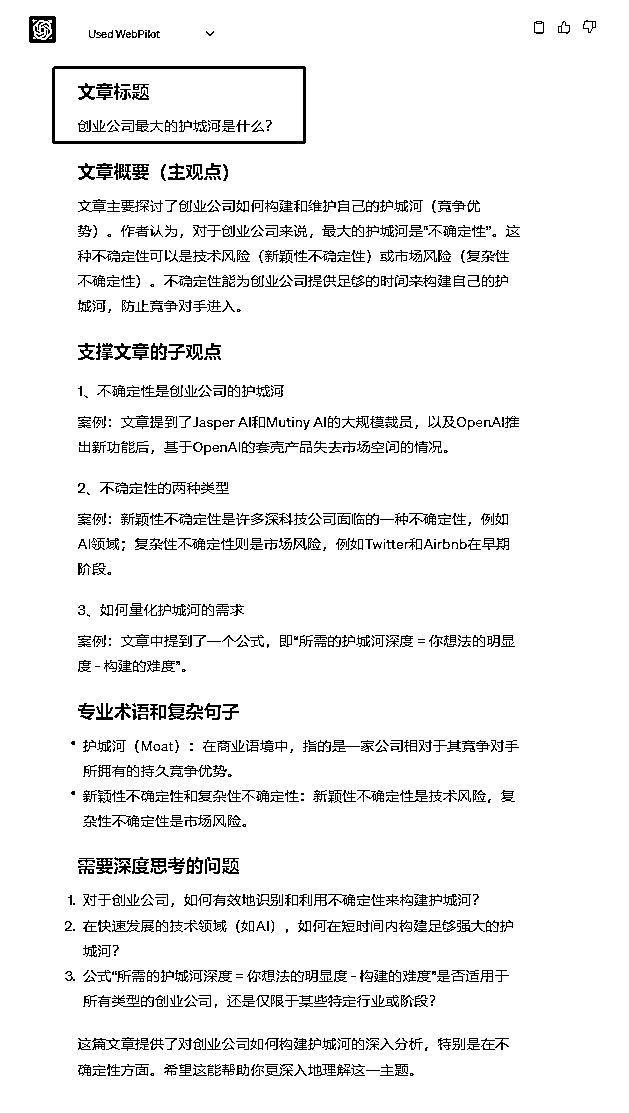 Used WebPilot
文章标题
创业公司最大的护城河是什么？
文章概要（主观点）
文章主要探讨了创业公司如何构建和维护自己的护城河（竞争优
势）。作者认为，对于创业公司来说，最大的护城河是“不确定性”。这
种不确定性可以是技术风险（新颖性不确定性）或市场风险（复杂性
不确定性）。不确定性能为创业公司提供足够的时间来构建自己的护
城河，防止竞争对手进入。
支撑文章的子观点
1、不确定性是创业公司的护城河
案例：文章提到了Jasper AI和Mutiny AI的大规模裁员，以及OpenAI推
出新功能后，基于OpenAI的套壳产品失去市场空间的情况。
2、不确定性的两种类型
案例：新颖性不确定性是许多深科技公司面临的一种不确定性，例如
AI领域；复杂性不确定性则是市场风险，例如Twitter和Airbnb在早期
阶段。
3、如何量化护城河的需求
案例：文章中提到了一个公式，即“所需的护城河深度 = 你想法的明显
度 - 构建的难度”。
专业术语和复杂句子
• 护城河（Moat）：在商业语境中，指的是一家公司相对于其竞争对手
所拥有的持久竞争优势。
• 新颖性不确定性和复杂性不确定性：新颖性不确定性是技术风险，复
杂性不确定性是市场风险。
需要深度思考的问题
1. 对于创业公司，如何有效地识别和利用不确定性来构建护城河？
2. 在快速发展的技术领域（如AI），如何在短时间内构建足够强大的护
城河？
3. 公式“所需的护城河深度 = 你想法的明显度 - 构建的难度”是否适用于
所有类型的创业公司，还是仅限于某些特定行业或阶段？
这篇文章提供了对创业公司如何构建护城河的深入分析，特别是在不
确定性方面。希望这能帮助你更深入地理解这一主题。